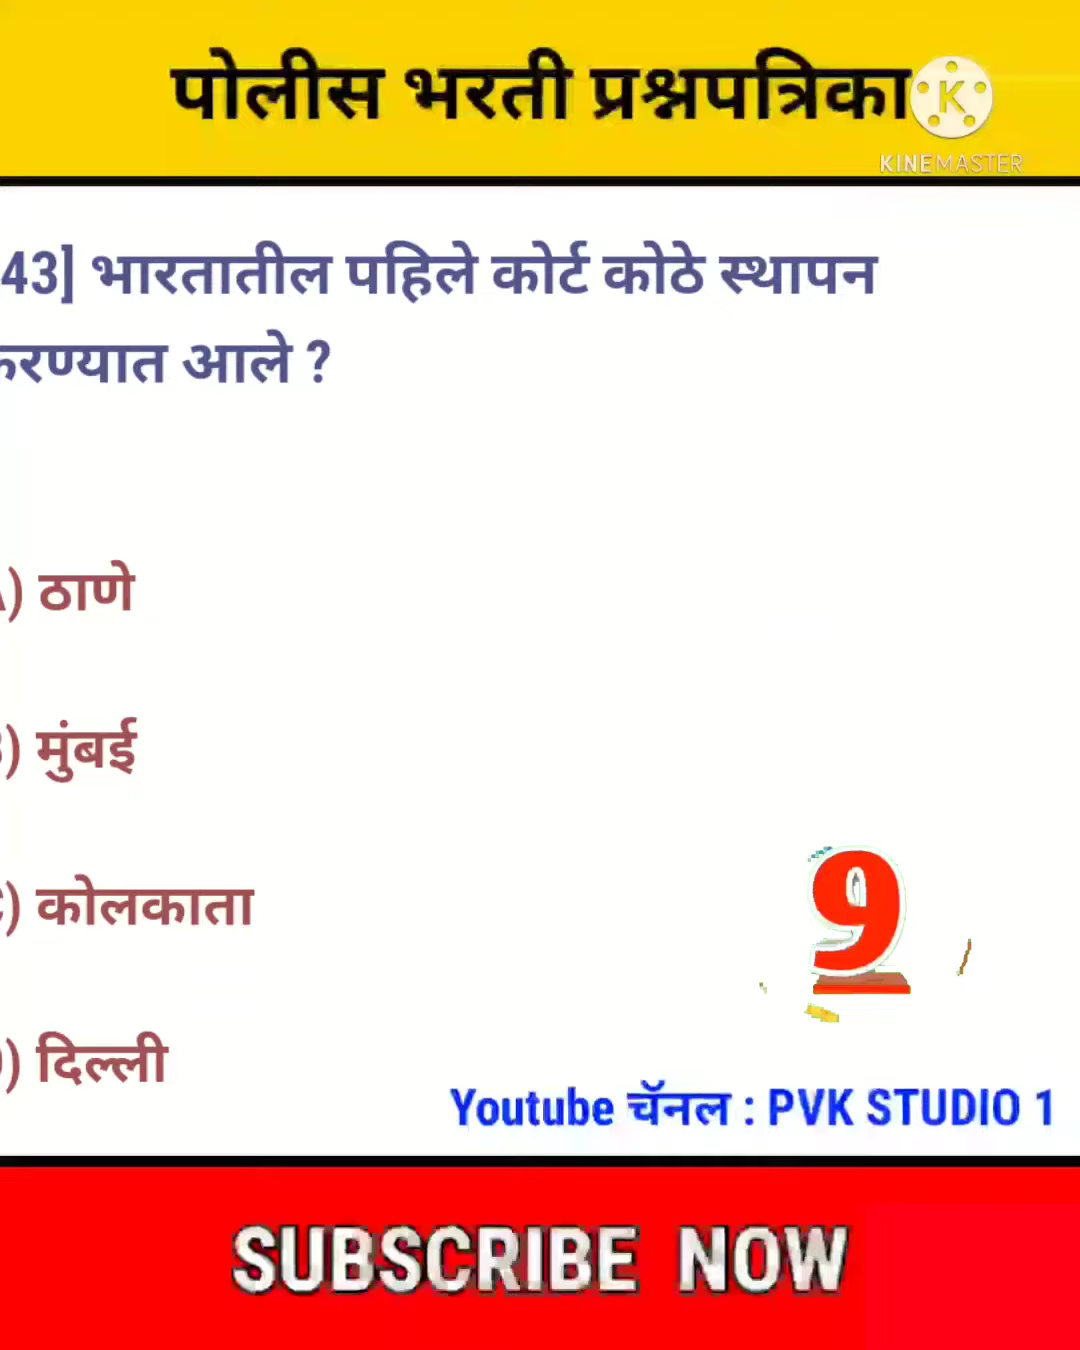 पोलीस भरती प्रश्नपत्रिका
K
KINEMASTER
43] भारतातील पहिले कोर्ट कोठे स्थापन
करण्यात आले ?
A) ठाणे
B) मुंबई
C) कोलकाता
9
D) दिल्ली
Youtube चॅनल : PVK STUDIO 1
SUBSCRIBE NOW